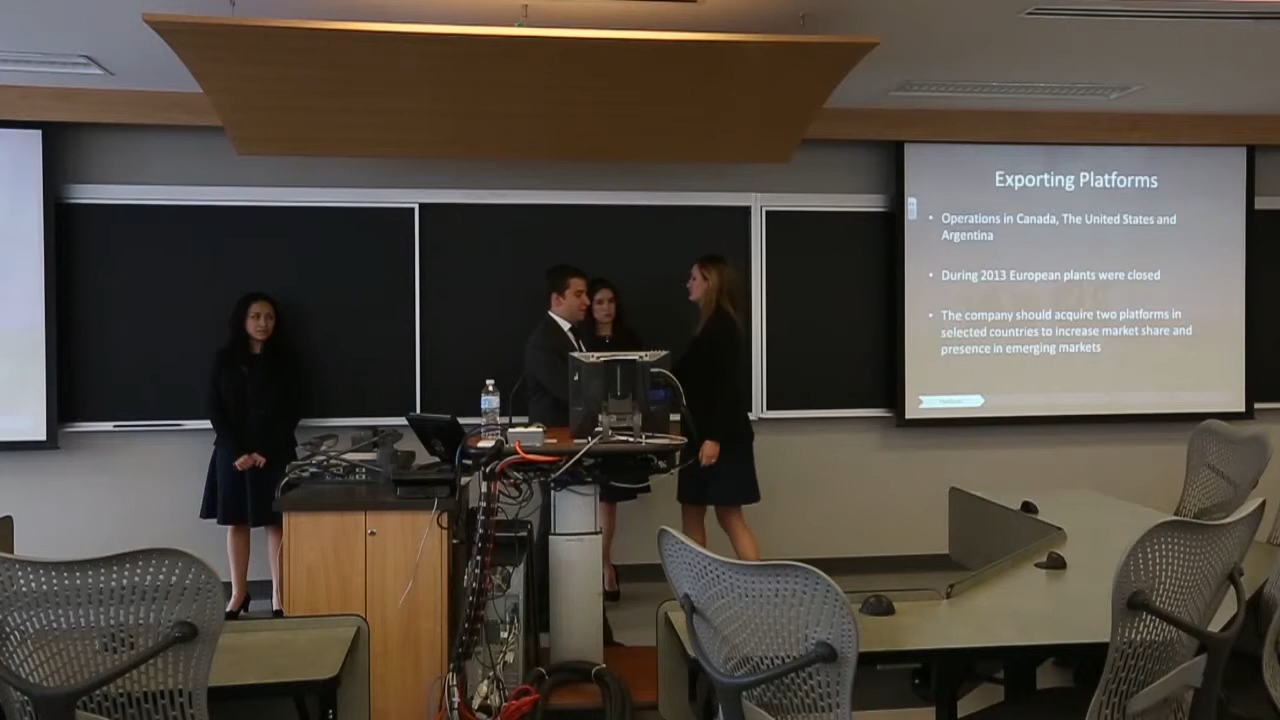 Exporting Platforms
• Operations in Canada, The United States and
Argentina
• During 2013 European plants were closed
• The company should acquire two platforms in
selected countries to increase market share and
presence in emerging markets